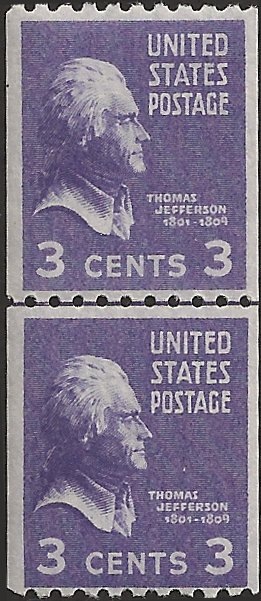 UNITED
STATES
POSTAGE
THOMAS
JEFFERSON
1801-1809
3 CENTS 3
UNITED
STATES
POSTAGE
THOMAS
JEFFERSON
1801-1809
3 CENTS 3